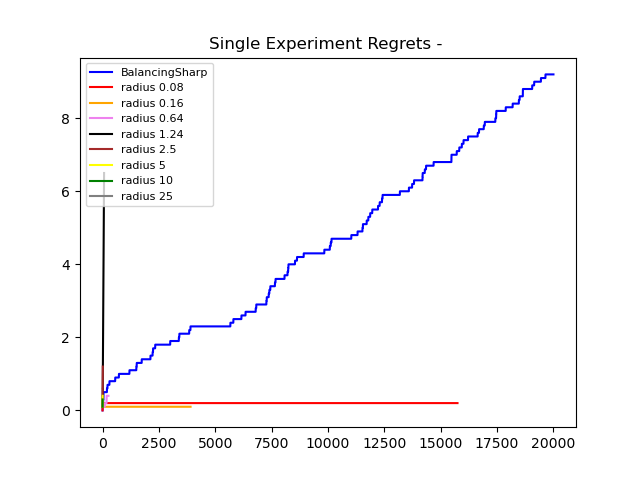 Single Experiment Regrets -
BalancingSharp
radius 0.08
radius 0.16
radius 0.64
radius 1.24
radius 2.5
radius 5
radius 10
radius 25
8
6
4
2
0
0 2500 5000 7500 10000 12500 15000 17500 20000